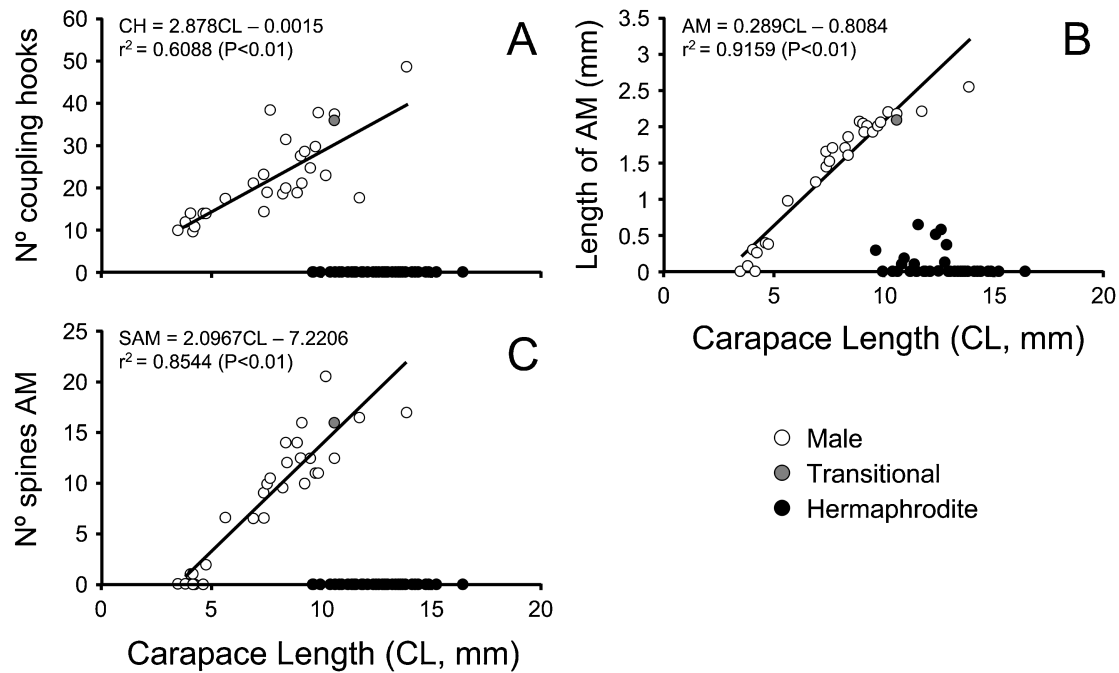 CH = 2.878CL – 0.0015
r² = 0.6088 (P<0.01)
A
Nº coupling hooks
60
50
40
30
20
10
0
AM = 0.289CL – 0.8084
r² = 0.9159 (P<0.01)
B
Length of AM (mm)
3.5
3
2.5
2
1.5
1
0.5
0
0 5 10 15 20
Carapace Length (CL, mm)
SAM = 2.0967CL – 7.2206
r² = 0.8544 (P<0.01)
C
Nº spines AM
25
20
15
10
5
0
0 5 10 15 20
Carapace Length (CL, mm)
Male
Transitional
Hermaphrodite